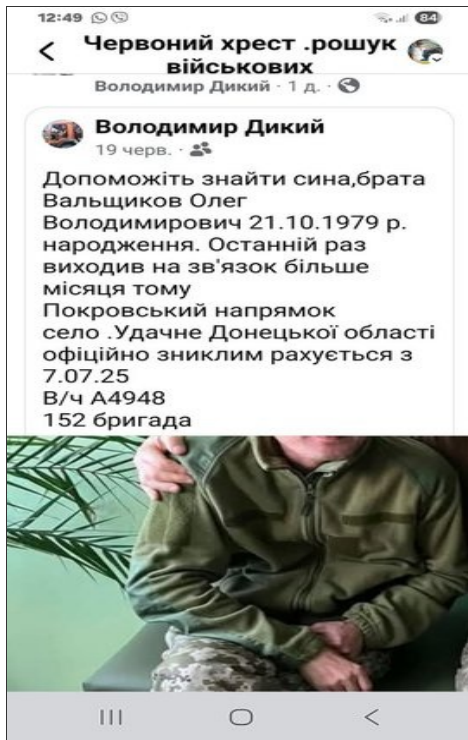 12:49 84
Червоний хрест .рошук
військових
Володимир Дикий · 1 д. ·
Володимир Дикий
19 черв. ·
Допоможіть знайти сина,брата
Вальщиков Олег
Володимирович 21.10.1979 р.
народження. Останній раз
виходив на зв'язок більше
місяця тому
Покровський напрямок
село .Удачне Донецької області
офіційно зниклим рахується з
7.07.25
В/ч А4948
152 бригада